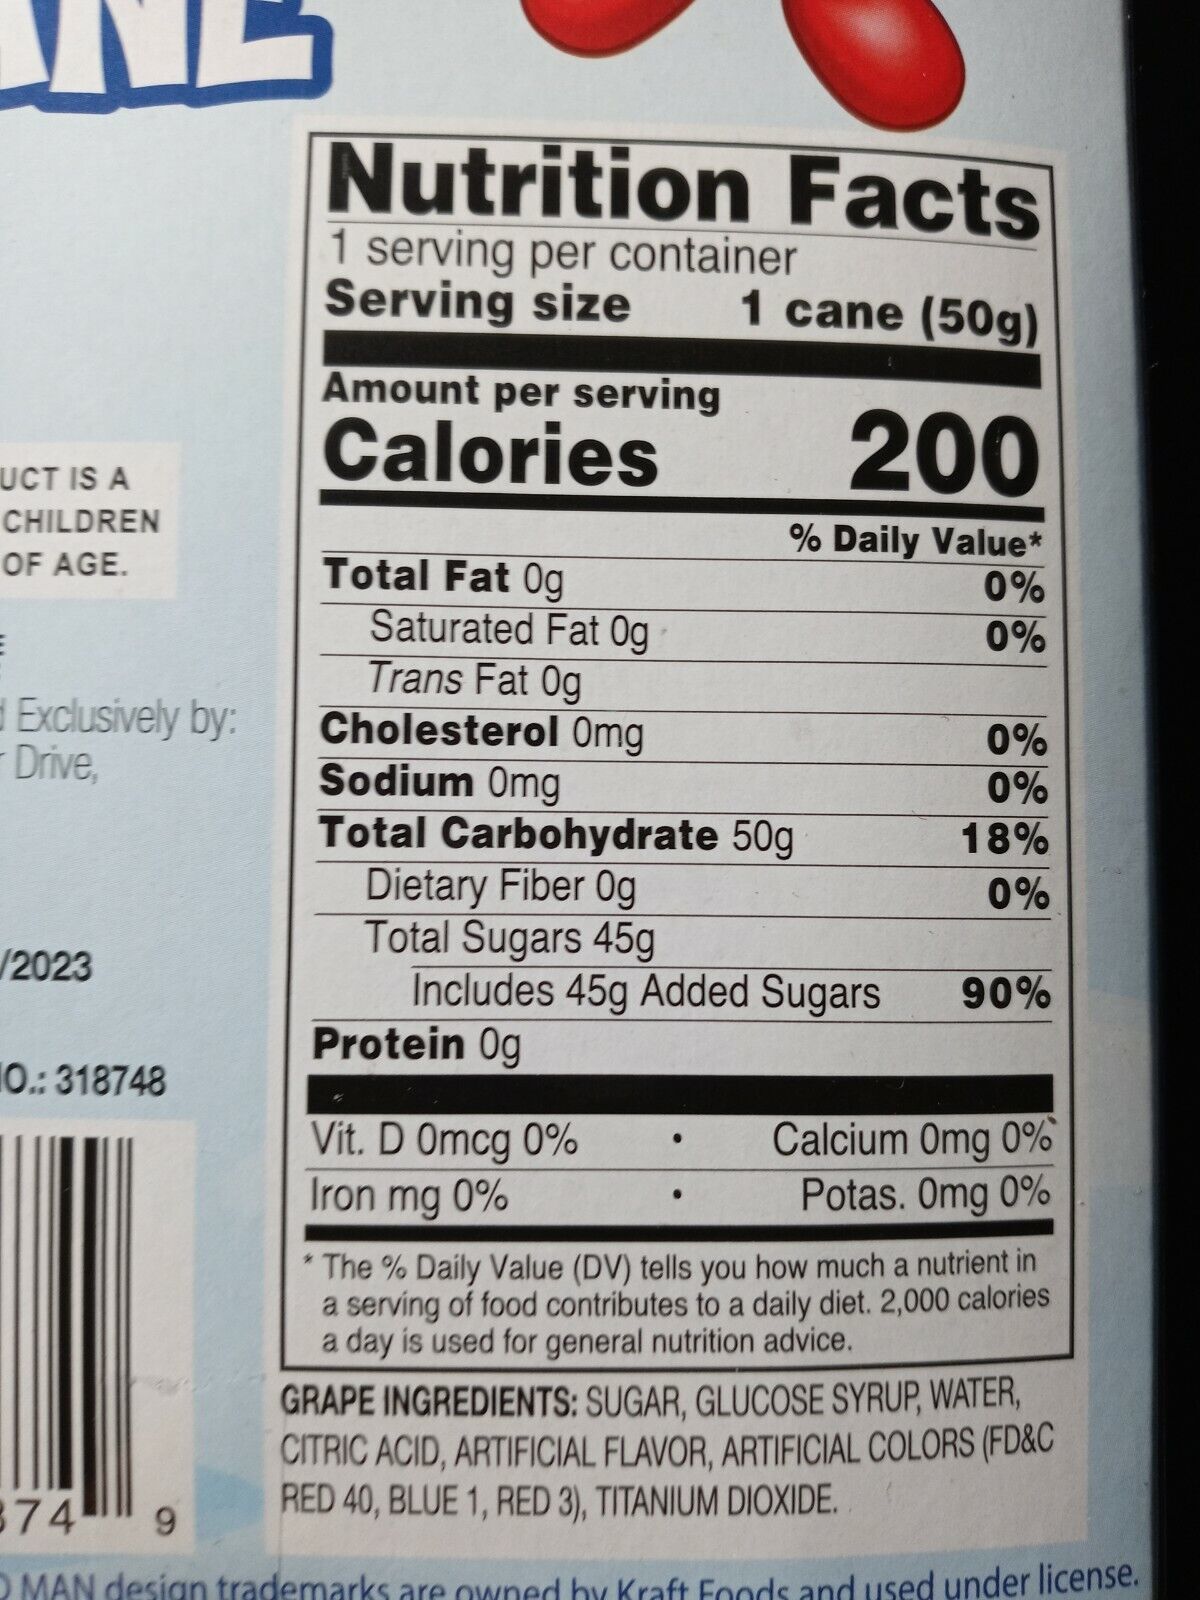 ANE
Nutrition Facts
1 serving per container
Serving size 1 cane (50g)
Amount per serving
Calories 200
% Daily Value*
Total Fat 0g 0%
Saturated Fat 0g 0%
Trans Fat 0g
Cholesterol 0mg 0%
Sodium 0mg 0%
Total Carbohydrate 50g 18%
Dietary Fiber 0g 0%
Total Sugars 45g
Includes 45g Added Sugars 90%
Protein 0g
Vit. D 0mcg 0% • Calcium 0mg 0%
Iron mg 0% • Potas. 0mg 0%
* The % Daily Value (DV) tells you how much a nutrient in
a serving of food contributes to a daily diet. 2,000 calories
a day is used for general nutrition advice.
GRAPE INGREDIENTS: SUGAR, GLUCOSE SYRUP, WATER,
CITRIC ACID, ARTIFICIAL FLAVOR, ARTIFICIAL COLORS (FD&C
RED 40, BLUE 1, RED 3), TITANIUM DIOXIDE.
UCT IS A
CHILDREN
OF AGE.
Exclusively by:
Drive,
/2023
O.: 318748
374 9
MAN design trademarks are owned by Kraft Foods and used under license.